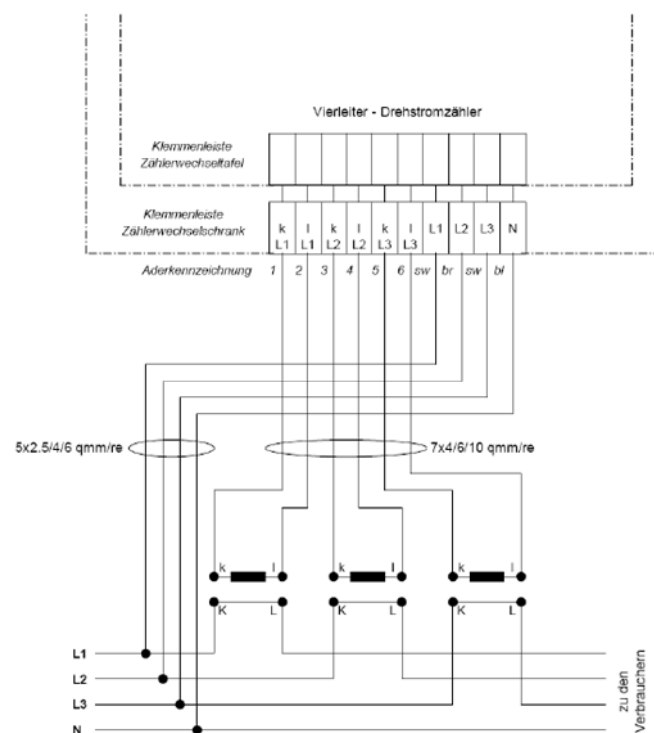 Vierleiter - Drehstromzähler
Klemmenleiste
Zählerwechseltafel
Klemmenleiste
Zählerwechselschrank
k l k l k l L1 L2 L3 N
L1 L1 L2 L2 L3 L3
Aderkennzeichnung 1 2 3 4 5 6 sw br sw bl
5x2.5/4/6 qmm/re
7x4/6/10 qmm/re
k l k l k l
K L K L K L
L1
L2
L3
N
zu den
Verbrauchern